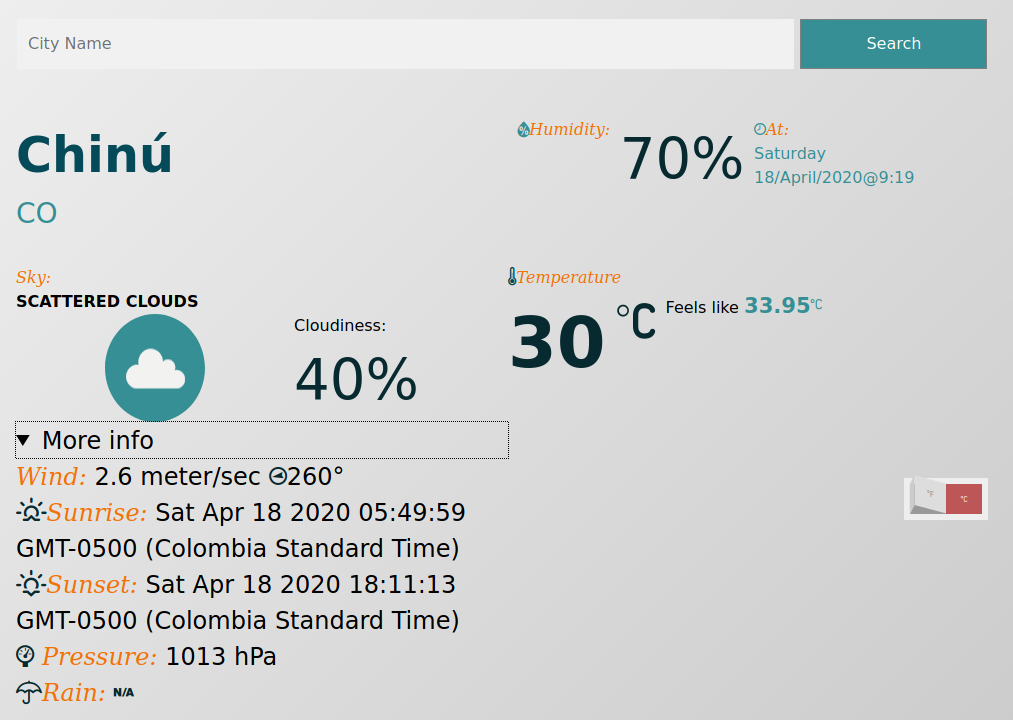 City Name
Search
Chinú
CO
Humidity:
70%
At:
Saturday
18/April/2020@9:19
Sky:
SCATTERED CLOUDS
Cloudiness:
40%
Temperature
30 °C
Feels like 33.95°C
More info
Wind: 2.6 meter/sec 260°
Sunrise: Sat Apr 18 2020 05:49:59
GMT-0500 (Colombia Standard Time)
Sunset: Sat Apr 18 2020 18:11:13
GMT-0500 (Colombia Standard Time)
Pressure: 1013 hPa
Rain: N/A
°F
°C